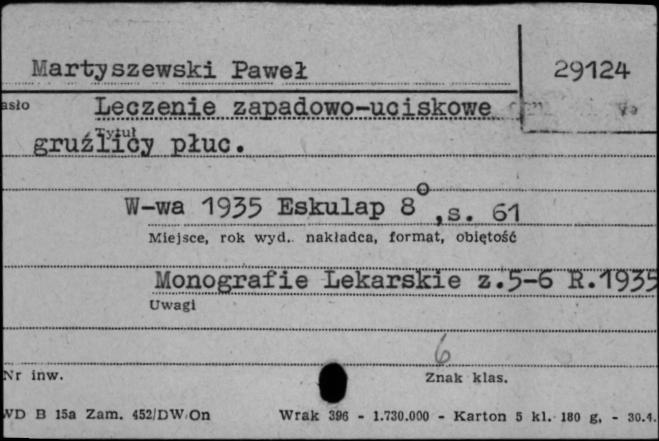 Martyszewski Paweł
29124
asło Leczenie zapadowo-uciskowe
Tytuł
gruźlicy płuc.
W-wa 1935 Eskulap 8°, s. 61
Miejsce, rok wyd. nakładca, format, objętość
Monografie Lekarskie z.5-6 R.1935
Uwagi
6
Nr inw.
Znak klas.
WD B 15a Zam. 452/DW/On Wrak 396 - 1.730.000 - Karton 5 kl. 180 g. - 30.4.